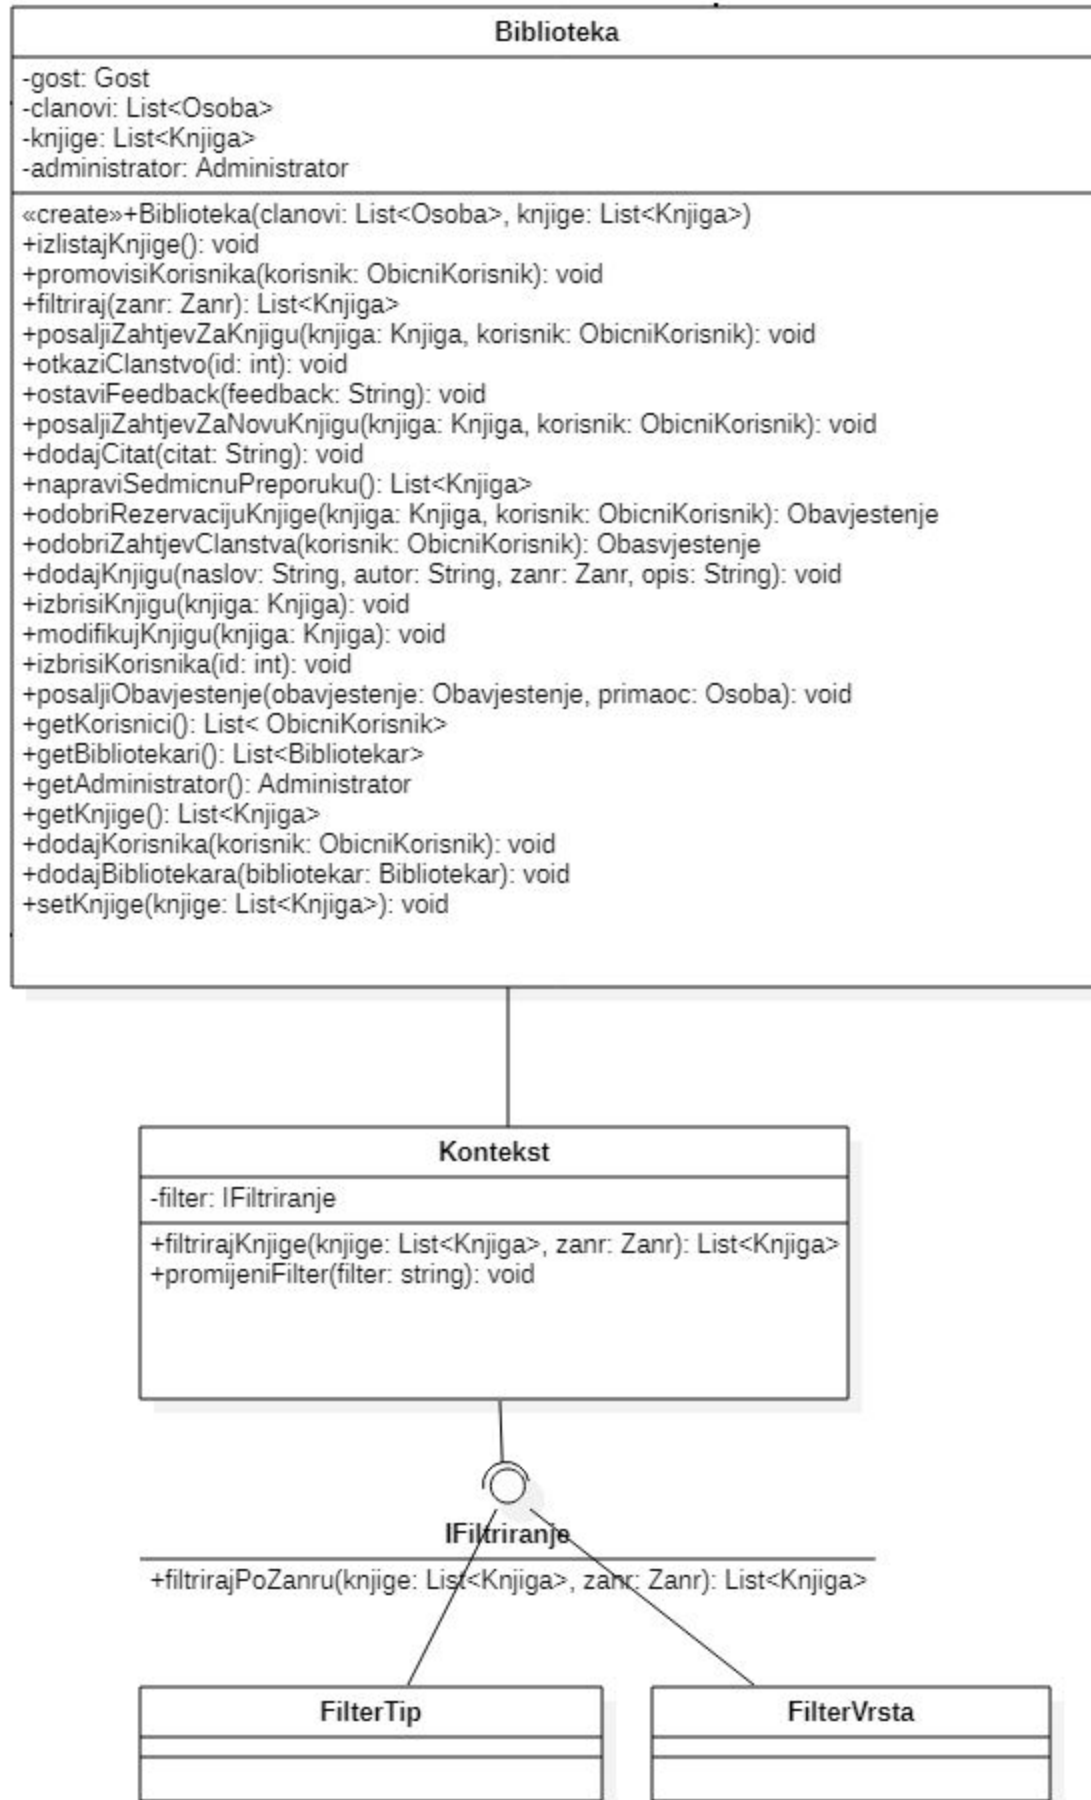 Biblioteka
-gost: Gost
-clanovi: List<Osoba>
-knjige: List<Knjiga>
-administrator: Administrator
«create»+Biblioteka(clanovi: List<Osoba>, knjige: List<Knjiga>)
+izlistajKnjige(): void
+promovisiKorisnika(korisnik: ObicniKorisnik): void
+filtriraj(zanr: Zanr): List<Knjiga>
+posaljiZahtjevZaKnjigu(knjiga: Knjiga, korisnik: ObicniKorisnik): void
+otkaziClanstvo(id: int): void
+ostaviFeedback(feedback: String): void
+posaljiZahtjevZaNovuKnjigu(knjiga: Knjiga, korisnik: ObicniKorisnik): void
+dodajCitat(citat: String): void
+napraviSedmicnuPreporuku(): List<Knjiga>
+odobriRezervacijuKnjige(knjiga: Knjiga, korisnik: ObicniKorisnik): Obavjestenje
+odobriZahtjevClanstva(korisnik: ObicniKorisnik): Obasvjestenje
+dodajKnjigu(naslov: String, autor: String, zanr: Zanr, opis: String): void
+izbrisiKnjigu(knjiga: Knjiga): void
+modifikujKnjigu(knjiga: Knjiga): void
+izbrisiKorisnika(id: int): void
+posaljiObavjestenje(obavjestenje: Obavjestenje, primaoc: Osoba): void
+getKorisnici(): List< ObicniKorisnik>
+getBibliotekari(): List<Bibliotekar>
+getAdministrator(): Administrator
+getKnjige(): List<Knjiga>
+dodajKorisnika(korisnik: ObicniKorisnik): void
+dodajBibliotekara(bibliotekar: Bibliotekar): void
+setKnjige(knjige: List<Knjiga>): void
Kontekst
-filter: IFiltriranje
+filtrirajKnjige(knjige: List<Knjiga>, zanr: Zanr): List<Knjiga>
+promijeniFilter(filter: string): void
IFiltriranje
+filtrirajPoZanru(knjige: List<Knjiga>, zanr: Zanr): List<Knjiga>
FilterTip
FilterVrsta